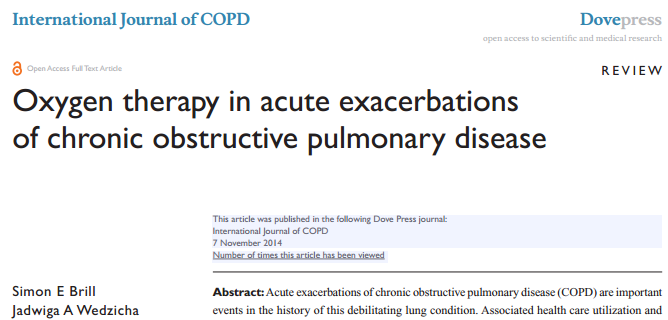 International Journal of COPD
Dovepress
open access to scientific and medical research
Open Access Full Text Article
REVIEW
Oxygen therapy in acute exacerbations
of chronic obstructive pulmonary disease
This article was published in the following Dove Press journal:
International Journal of COPD
7 November 2014
Number of times this article has been viewed
Simon E Brill
Jadwiga A Wedzicha
Abstract: Acute exacerbations of chronic obstructive pulmonary disease (COPD) are important
events in the history of this debilitating lung condition. Associated health care utilization and